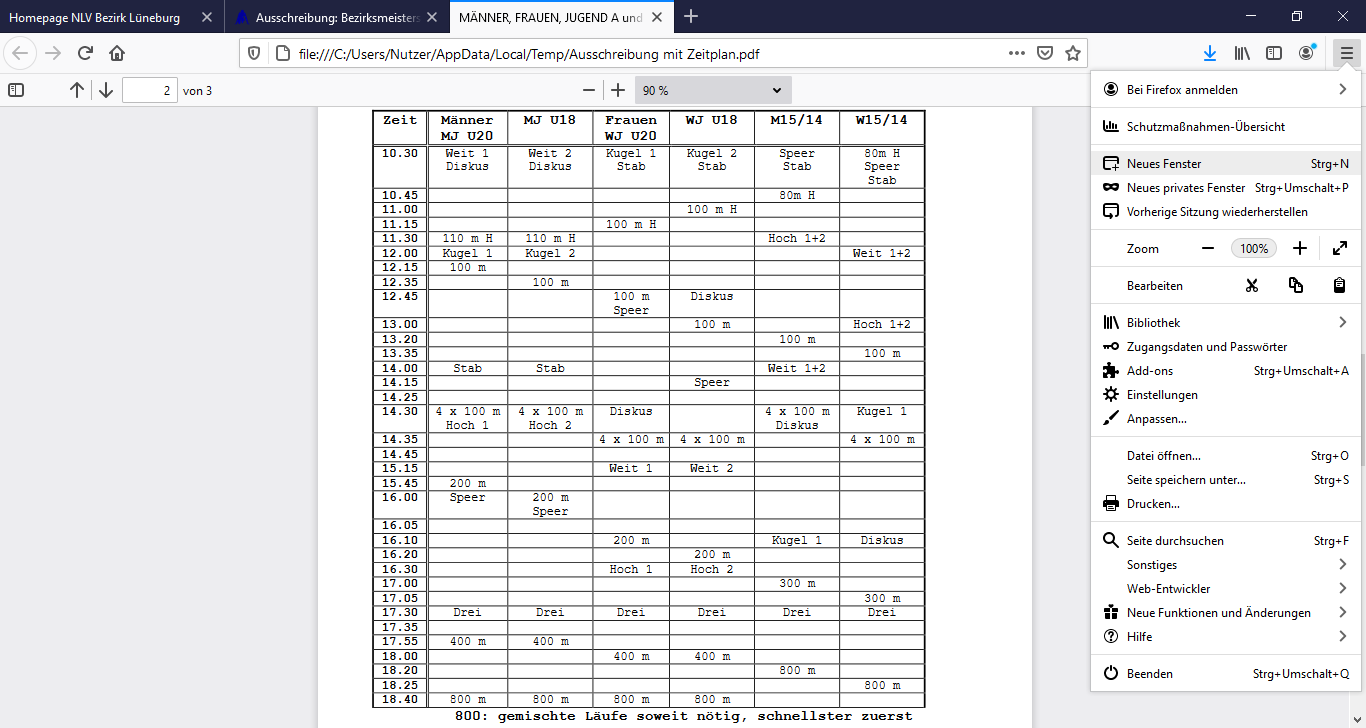 Homepage NLV Bezirk Lüneburg
Ausschreibung: Bezirksmeisters
MÄNNER, FRAUEN, JUGEND A und
file:///C:/Users/Nutzer/AppData/Local/Temp/Ausschreibung mit Zeitplan.pdf
2 von 3
90 %
Zeit Männer MJ U18 Frauen WJ U18 M15/14 W15/14
MJ U20 WJ U20
10.30 Weit 1 Weit 2 Kugel 1 Kugel 2 Speer 80m H
Diskus Diskus Stab Stab Stab Speer
Stab
10.45 80m H
11.00 100 m H
11.15 100 m H
11.30 110 m H 110 m H Hoch 1+2
12.00 Kugel 1 Kugel 2 Weit 1+2
12.15 100 m
12.35 100 m
12.45 100 m Diskus
Speer
13.00 100 m Hoch 1+2
13.20 100 m
13.35 100 m
14.00 Stab Stab Weit 1+2
14.15 Speer
14.25
14.30 4 x 100 m 4 x 100 m Diskus 4 x 100 m Kugel 1
Hoch 1 Hoch 2 Diskus
14.35 4 x 100 m 4 x 100 m 4 x 100 m
14.45
15.15 Weit 1 Weit 2
15.45 200 m
16.00 Speer 200 m
Speer
16.05
16.10 200 m Kugel 1 Diskus
16.20 200 m
16.30 Hoch 1 Hoch 2
17.00 300 m
17.05 300 m
17.30 Drei Drei Drei Drei Drei Drei
17.35
17.55 400 m 400 m
18.00 400 m 400 m
18.20 800 m
18.25 800 m
18.40 800 m 800 m 800 m 800 m
800: gemischte Läufe soweit nötig, schnellster zuerst
Bei Firefox anmelden
Schutzmaßnahmen-Übersicht
Neues Fenster Strg+N
Neues privates Fenster Strg+Umschalt+P
Vorherige Sitzung wiederherstellen
Zoom 100%
Bearbeiten
Bibliothek
Zugangsdaten und Passwörter
Add-ons Strg+Umschalt+A
Einstellungen
Anpassen...
Datei öffnen... Strg+O
Seite speichern unter... Strg+S
Drucken...
Seite durchsuchen Strg+F
Sonstiges
Web-Entwickler
Neue Funktionen und Änderungen
Hilfe
Beenden Strg+Umschalt+Q